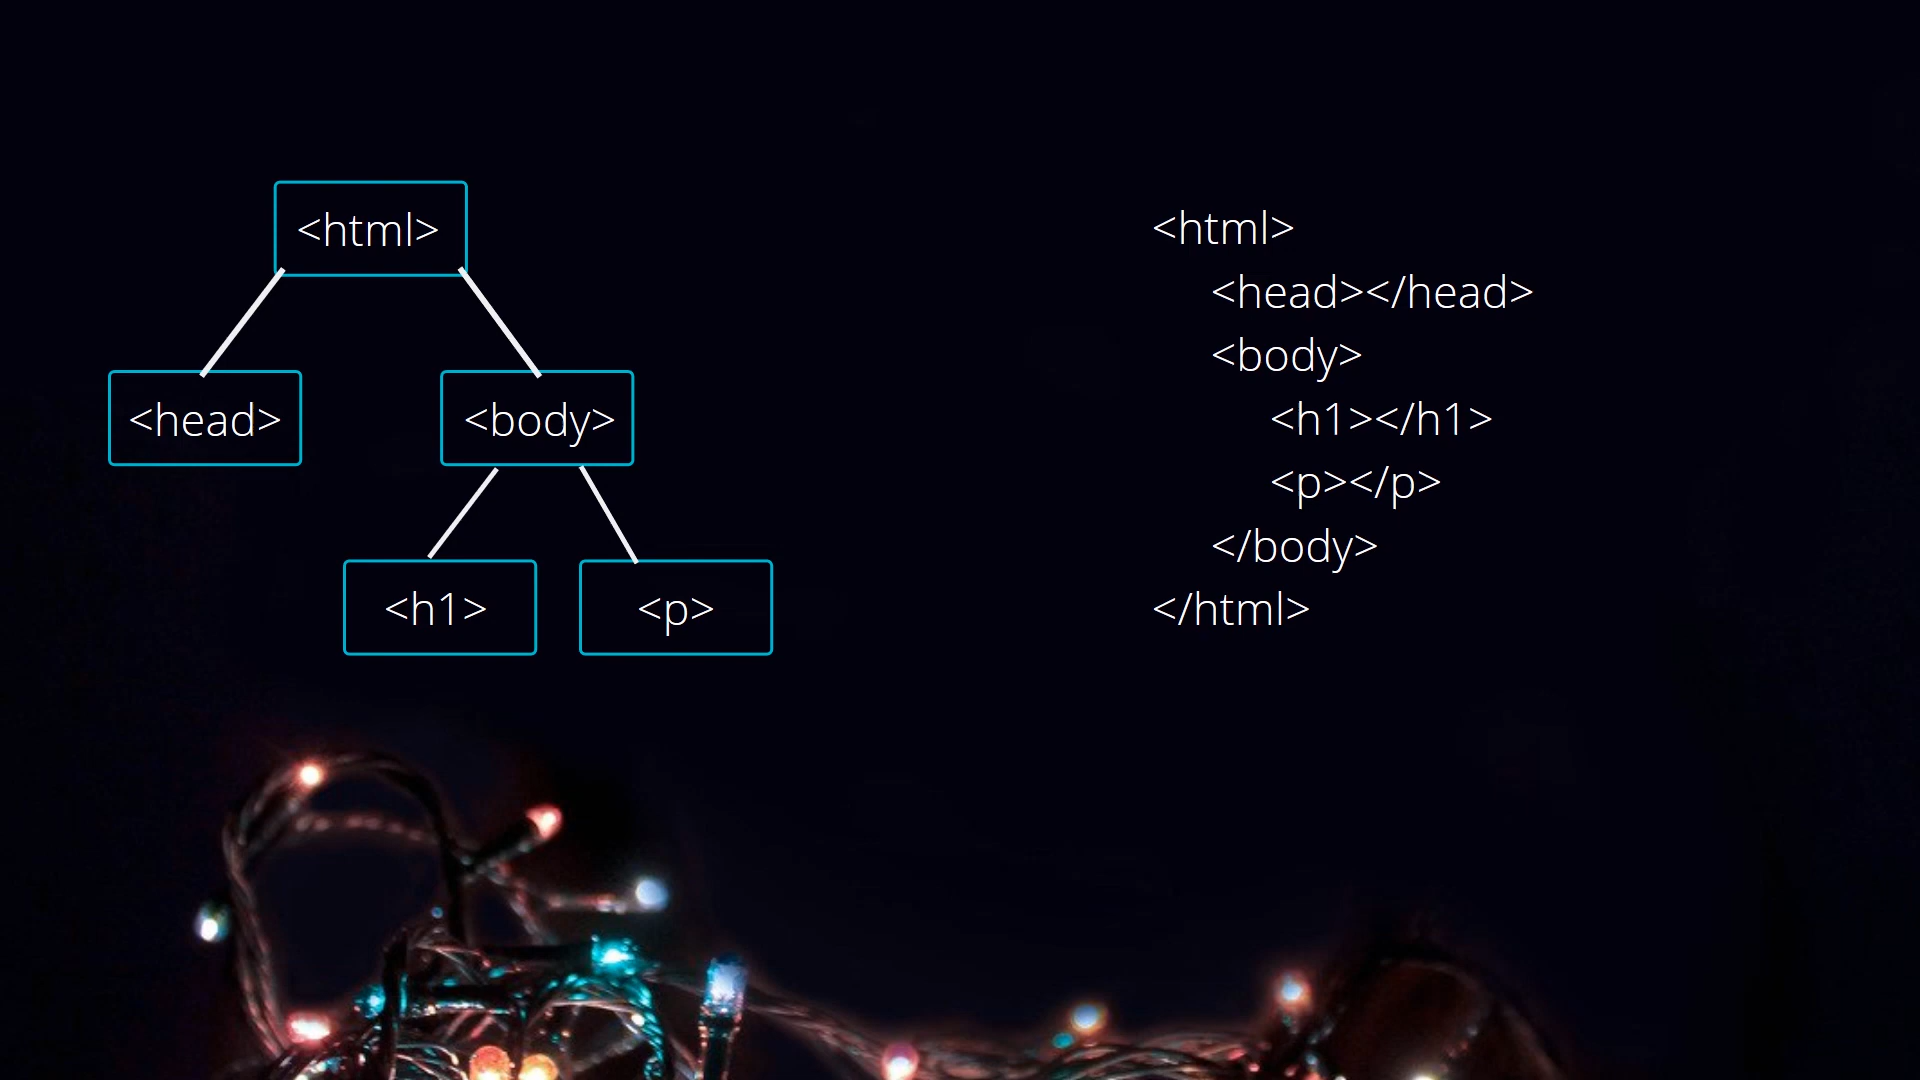 <html>
<head>
<body>
<h1>
<p>
<html>
<head></head>
<body>
<h1></h1>
<p></p>
</body>
</html>